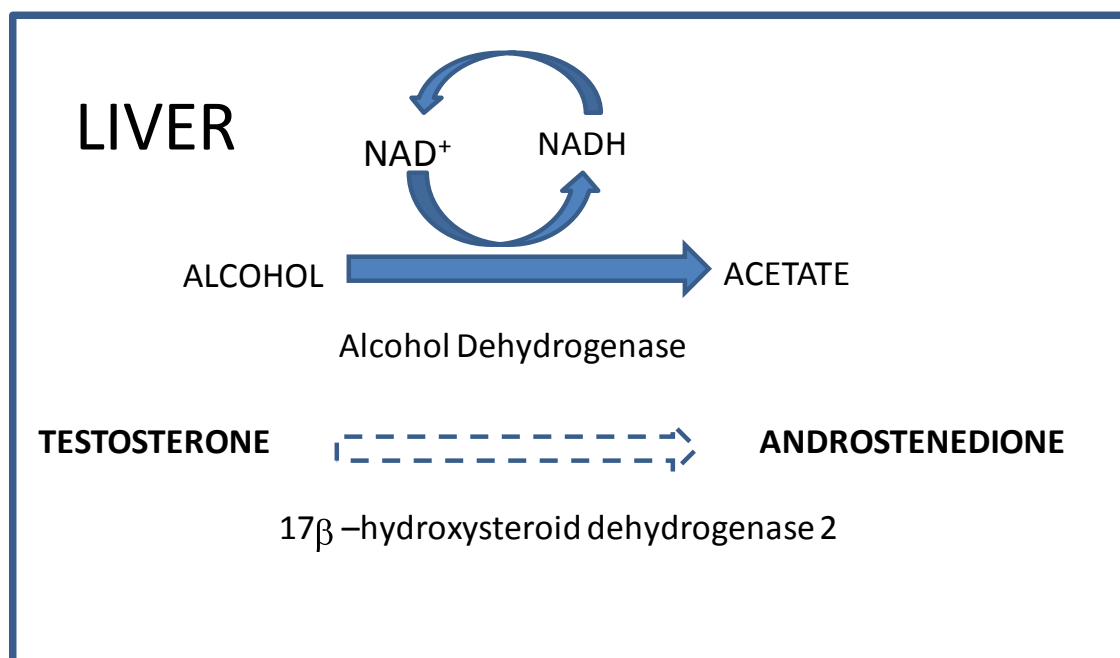 LIVER
NAD⁺
NADH
ALCOHOL
ACETATE
Alcohol Dehydrogenase
TESTOSTERONE
ANDROSTENEDIONE
17β –hydroxysteroid dehydrogenase 2